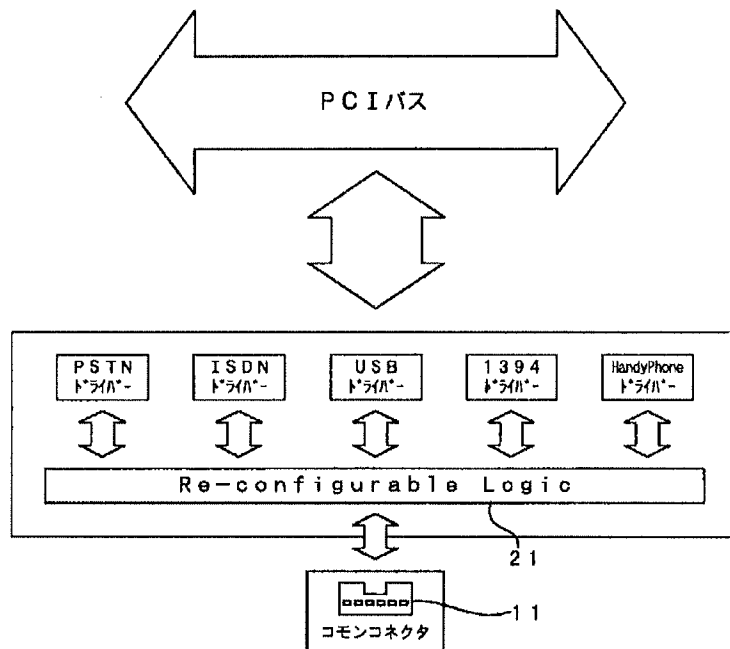 PCIバス
PSTN
ﾄﾞﾗｲﾊﾞｰ
ISDN
ﾄﾞﾗｲﾊﾞｰ
USB
ﾄﾞﾗｲﾊﾞｰ
1394
ﾄﾞﾗｲﾊﾞｰ
HandyPhone
ﾄﾞﾗｲﾊﾞｰ
Re-configurable Logic
21
11
コモンコネクタ